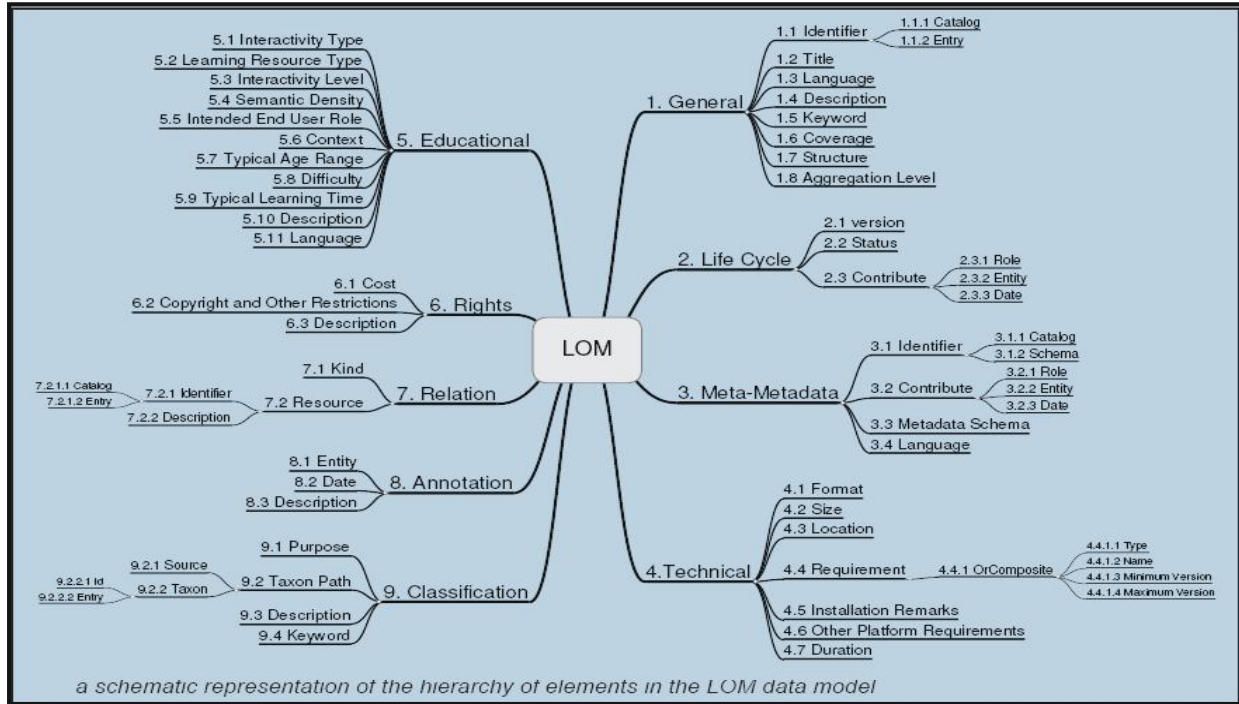 LOM
1. General
1.1 Identifier
1.1.1 Catalog
1.1.2 Entry
1.2 Title
1.3 Language
1.4 Description
1.5 Keyword
1.6 Coverage
1.7 Structure
1.8 Aggregation Level
2. Life Cycle
2.1 version
2.2 Status
2.3 Contribute
2.3.1 Role
2.3.2 Entity
2.3.3 Date
3. Meta-Metadata
3.1 Identifier
3.1.1 Catalog
3.1.2 Schema
3.2 Contribute
3.2.1 Role
3.2.2 Entity
3.2.3 Date
3.3 Metadata Schema
3.4 Language
4.Technical
4.1 Format
4.2 Size
4.3 Location
4.4 Requirement
4.4.1 OrComposite
4.4.1.1 Type
4.4.1.2 Name
4.4.1.3 Minimum Version
4.4.1.4 Maximum Version
4.5 Installation Remarks
4.6 Other Platform Requirements
4.7 Duration
5. Educational
5.1 Interactivity Type
5.2 Learning Resource Type
5.3 Interactivity Level
5.4 Semantic Density
5.5 Intended End User Role
5.6 Context
5.7 Typical Age Range
5.8 Difficulty
5.9 Typical Learning Time
5.10 Description
5.11 Language
6. Rights
6.1 Cost
6.2 Copyright and Other Restrictions
6.3 Description
7. Relation
7.1 Kind
7.2 Resource
7.2.1 Identifier
7.2.1.1 Catalog
7.2.1.2 Entry
7.2.2 Description
8. Annotation
8.1 Entity
8.2 Date
8.3 Description
9. Classification
9.1 Purpose
9.2 Taxon Path
9.2.1 Source
9.2.2 Taxon
9.2.2.1 Id
9.2.2.2 Entry
9.3 Description
9.4 Keyword
a schematic representation of the hierarchy of elements in the LOM data model